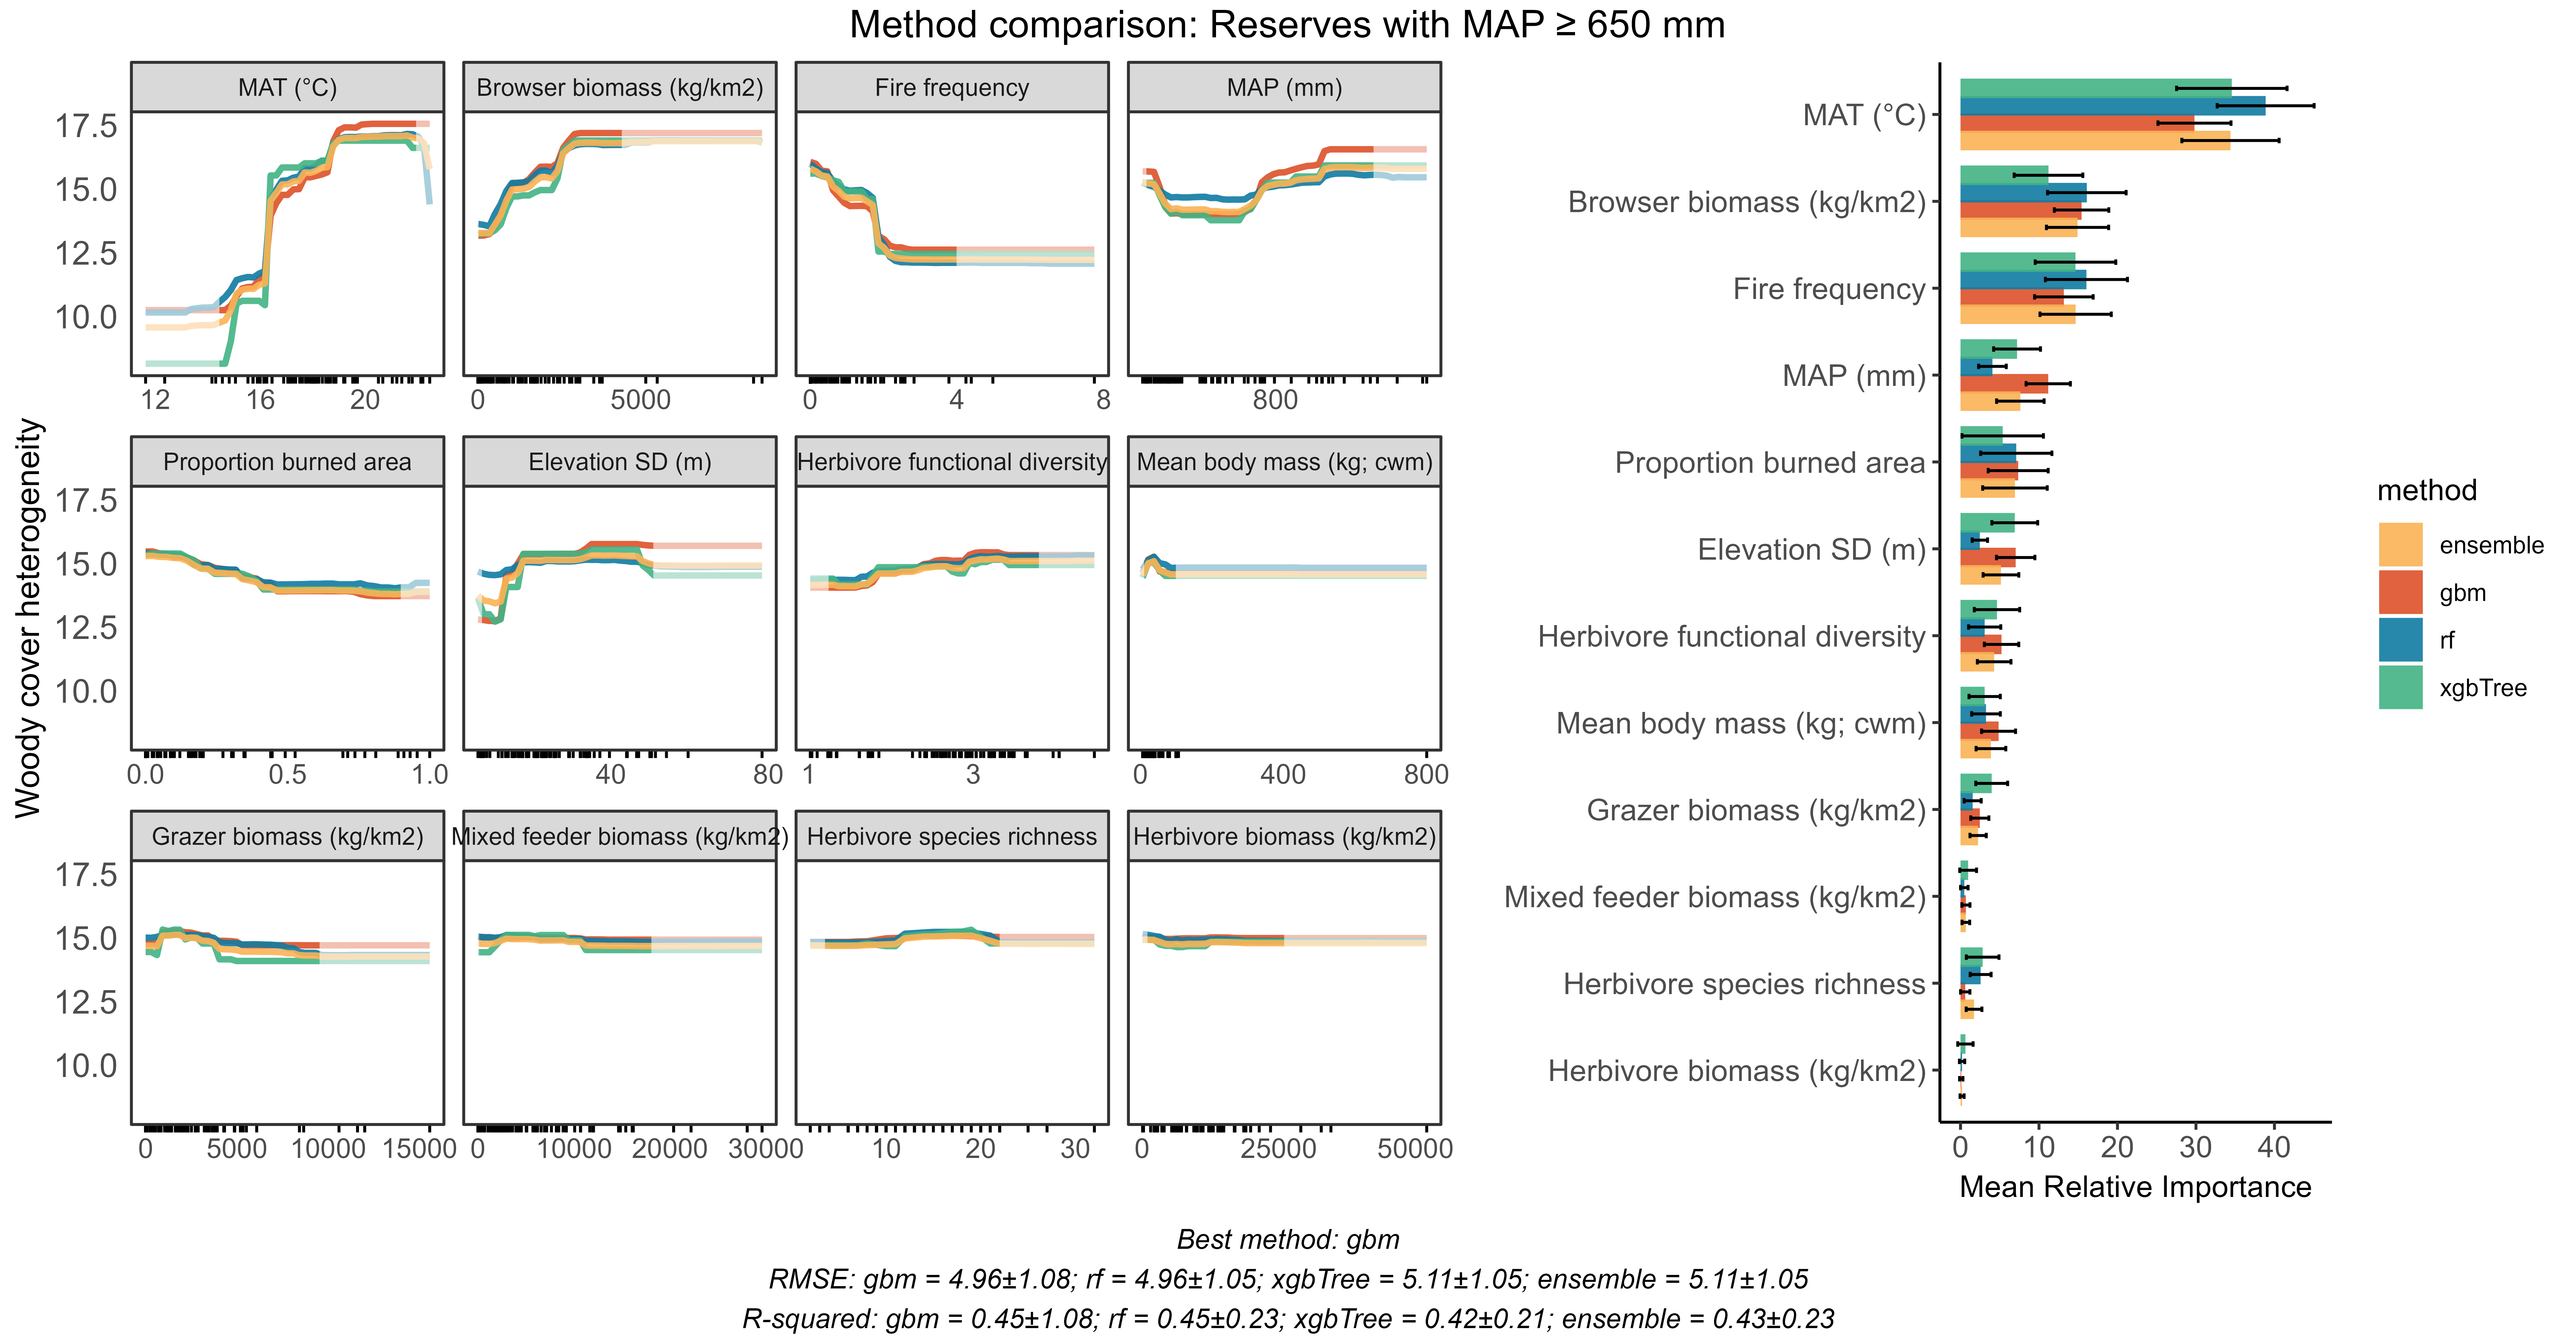 Method comparison: Reserves with MAP ≥ 650 mm
Woody cover heterogeneity
MAT (°C)
Browser biomass (kg/km2)
Fire frequency
MAP (mm)
17.5
15.0
12.5
10.0
12 16 20
0 5000
0 4 8
800
Proportion burned area
Elevation SD (m)
Herbivore functional diversity
Mean body mass (kg; cwm)
17.5
15.0
12.5
10.0
0.0 0.5 1.0
40 80
1 3
0 400 800
Grazer biomass (kg/km2)
Mixed feeder biomass (kg/km2)
Herbivore species richness
Herbivore biomass (kg/km2)
17.5
15.0
12.5
10.0
0 5000 10000 15000
0 10000 20000 30000
10 20 30
0 25000 50000
MAT (°C)
Browser biomass (kg/km2)
Fire frequency
MAP (mm)
Proportion burned area
Elevation SD (m)
Herbivore functional diversity
Mean body mass (kg; cwm)
Grazer biomass (kg/km2)
Mixed feeder biomass (kg/km2)
Herbivore species richness
Herbivore biomass (kg/km2)
0 10 20 30 40
Mean Relative Importance
method
ensemble
gbm
rf
xgbTree
Best method: gbm
RMSE: gbm = 4.96±1.08; rf = 4.96±1.05; xgbTree = 5.11±1.05; ensemble = 5.11±1.05
R-squared: gbm = 0.45±1.08; rf = 0.45±0.23; xgbTree = 0.42±0.21; ensemble = 0.43±0.23